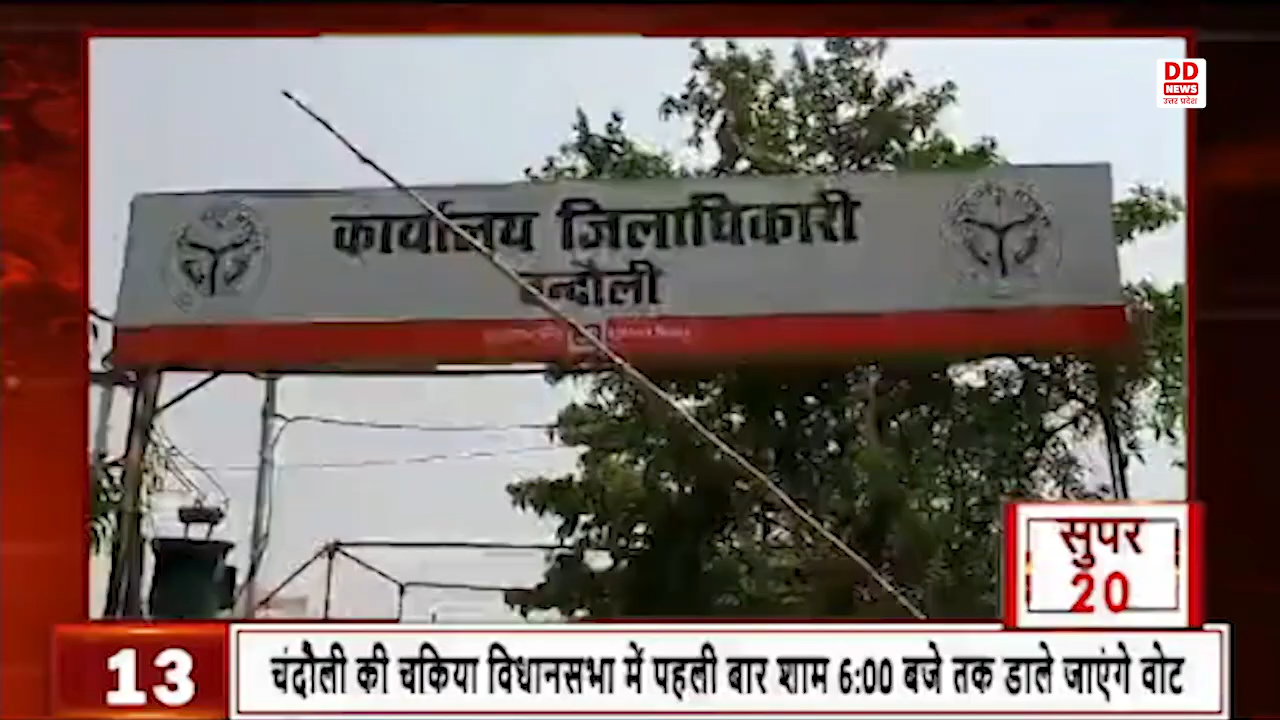 DD
NEWS
उत्तर प्रदेश
कार्यालय जिलाधिकारी
चन्दौली
सुपर
20
13
चंदौली की चकिया विधानसभा में पहली बार शाम 6:00 बजे तक डाले जाएंगे वोट